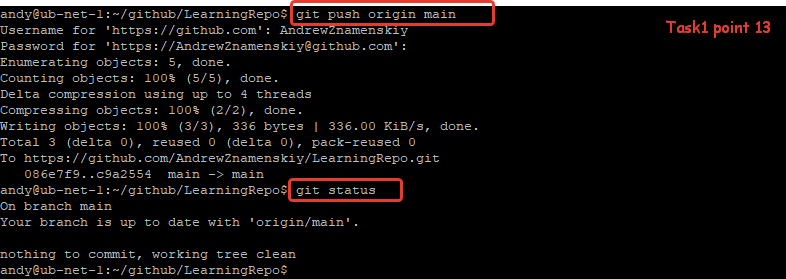 andy@ub-net-1:~/github/LearningRepo$ git push origin main
Task1 point 13
Username for 'https://github.com': AndrewZnamenskiy
Password for 'https://AndrewZnamenskiy@github.com':
Enumerating objects: 5, done.
Counting objects: 100% (5/5), done.
Delta compression using up to 4 threads
Compressing objects: 100% (2/2), done.
Writing objects: 100% (3/3), 336 bytes | 336.00 KiB/s, done.
Total 3 (delta 0), reused 0 (delta 0), pack-reused 0
To https://github.com/AndrewZnamenskiy/LearningRepo.git
   086e7f9..c9a2554  main -> main
andy@ub-net-1:~/github/LearningRepo$ git status
On branch main
Your branch is up to date with 'origin/main'.
nothing to commit, working tree clean
andy@ub-net-1:~/github/LearningRepo$